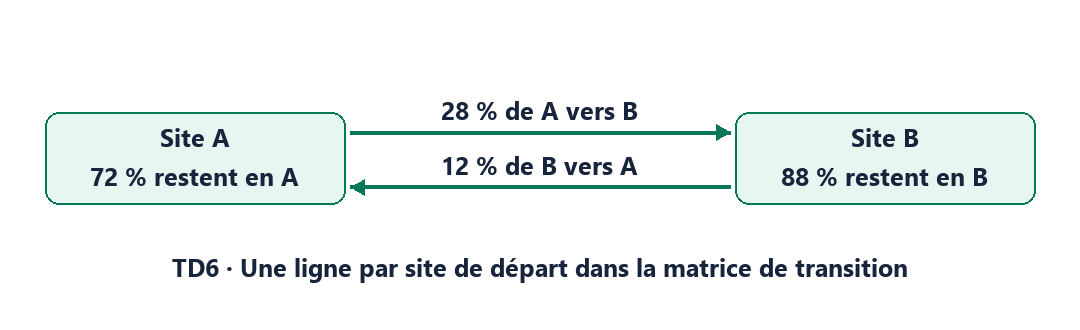 28 % de A vers B
Site A
72 % restent en A
12 % de B vers A
Site B
88 % restent en B
TD6 · Une ligne par site de départ dans la matrice de transition